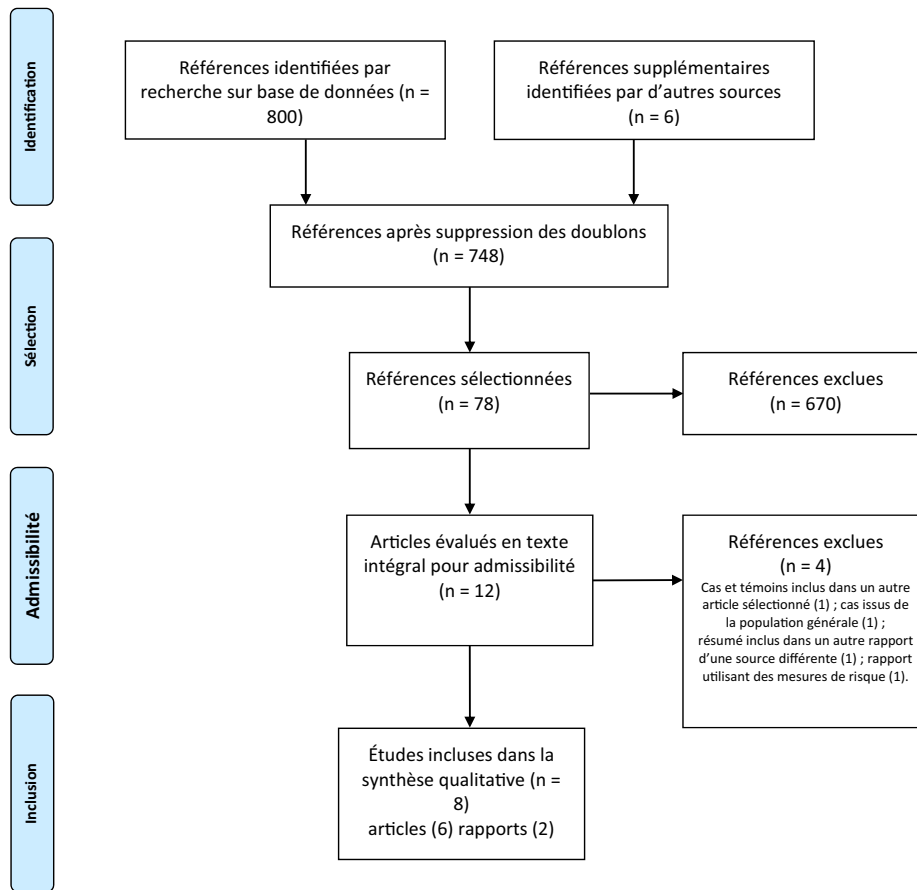 Identification
Références identifiées par
recherche sur base de données (n =
800)
Références supplémentaires
identifiées par d’autres sources
(n = 6)
Références après suppression des doublons
(n = 748)
Sélection
Références sélectionnées
(n = 78)
Références exclues
(n = 670)
Admissibilité
Articles évalués en texte
intégral pour admissibilité
(n = 12)
Références exclues
(n = 4)
Cas et témoins inclus dans un autre
article sélectionné (1) ; cas issus de
la population générale (1) ;
résumé inclus dans un autre rapport
d’une source différente (1) ; rapport
utilisant des mesures de risque (1).
Inclusion
Études incluses dans la
synthèse qualitative (n =
8)
articles (6) rapports (2)